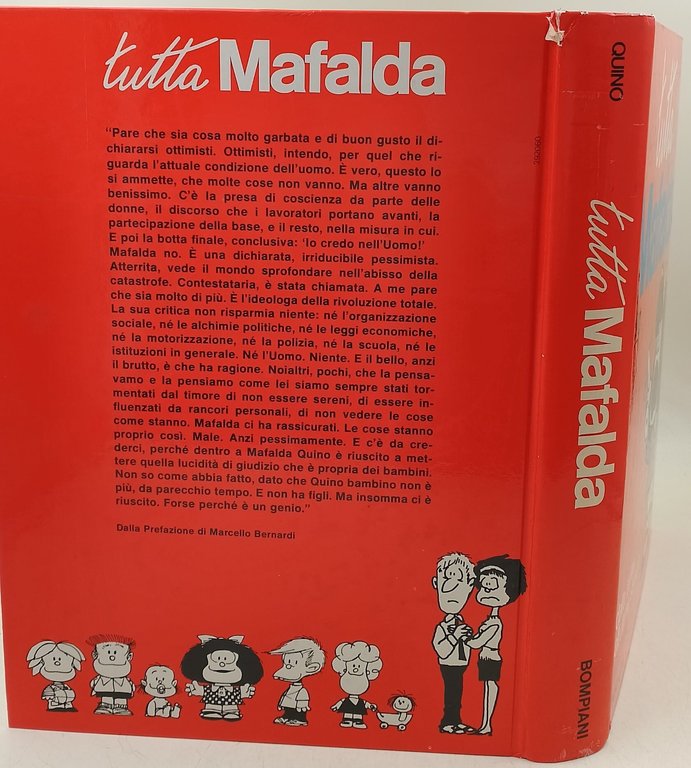 tutta Mafalda
“Pare che sia cosa molto garbata e di buon gusto il di-
chiararsi ottimisti. Ottimisti, intendo, per quel che ri-
guarda l'attuale condizione dell'uomo. È vero, questo lo
si ammette, che molte cose non vanno. Ma altre vanno
benissimo. C'è la presa di coscienza da parte delle
donne, il discorso che i lavoratori portano avanti, la
partecipazione della base, e il resto, nella misura in cui.
E poi la botta finale, conclusiva: ‘Io credo nell'Uomo!’
Mafalda no. È una dichiarata, irriducibile pessimista.
Atterrita, vede il mondo sprofondare nell'abisso della
catastrofe. Contestataria, è stata chiamata. A me pare
che sia molto di più. È l'ideologa della rivoluzione totale.
La sua critica non risparmia niente: né l'organizzazione
sociale, né le alchimie politiche, né le leggi economiche,
né la motorizzazione, né la polizia, né la scuola, né le
istituzioni in generale. Né l'Uomo. Niente. E il bello, anzi
il brutto, è che ha ragione. Noialtri, pochi, che la pensa-
vamo e la pensiamo come lei siamo sempre stati tor-
mentati dal timore di non essere sereni, di essere in-
fluenzati da rancori personali, di non vedere le cose
come stanno. Mafalda ci ha rassicurati. Le cose stanno
proprio così. Male. Anzi pessimamente. E c'è da cre-
derci, perché dentro a Mafalda Quino è riuscito a met-
tere quella lucidità di giudizio che è propria dei bambini.
Non so come abbia fatto, dato che Quino bambino non è
più, da parecchio tempo. E non ha figli. Ma insomma ci è
riuscito. Forse perché è un genio.”
Dalla Prefazione di Marcello Bernardi
QUINO
tutta Mafalda
BOMPIANI